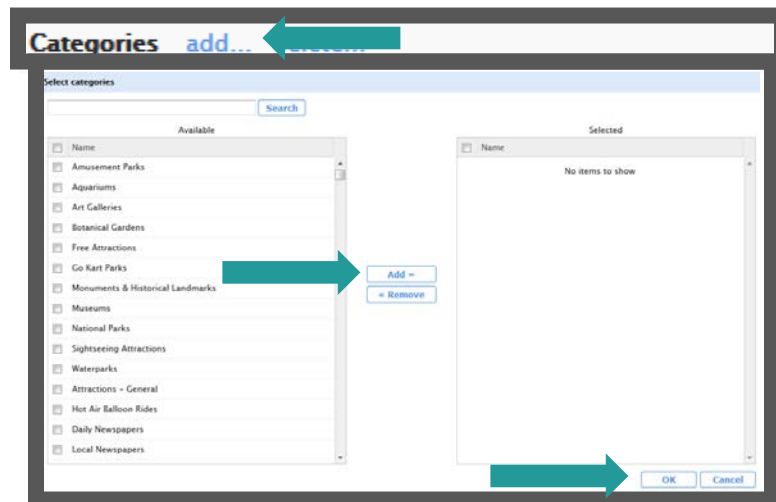 Categories add...
Select categories
Search
Available
Name
Amusement Parks
Aquariums
Art Galleries
Botanical Gardens
Free Attractions
Go Kart Parks
Monuments & Historical Landmarks
Museums
National Parks
Sightseeing Attractions
Waterparks
Attractions - General
Hot Air Balloon Rides
Daily Newspapers
Local Newspapers
Add »
« Remove
Selected
Name
No items to show
OK Cancel